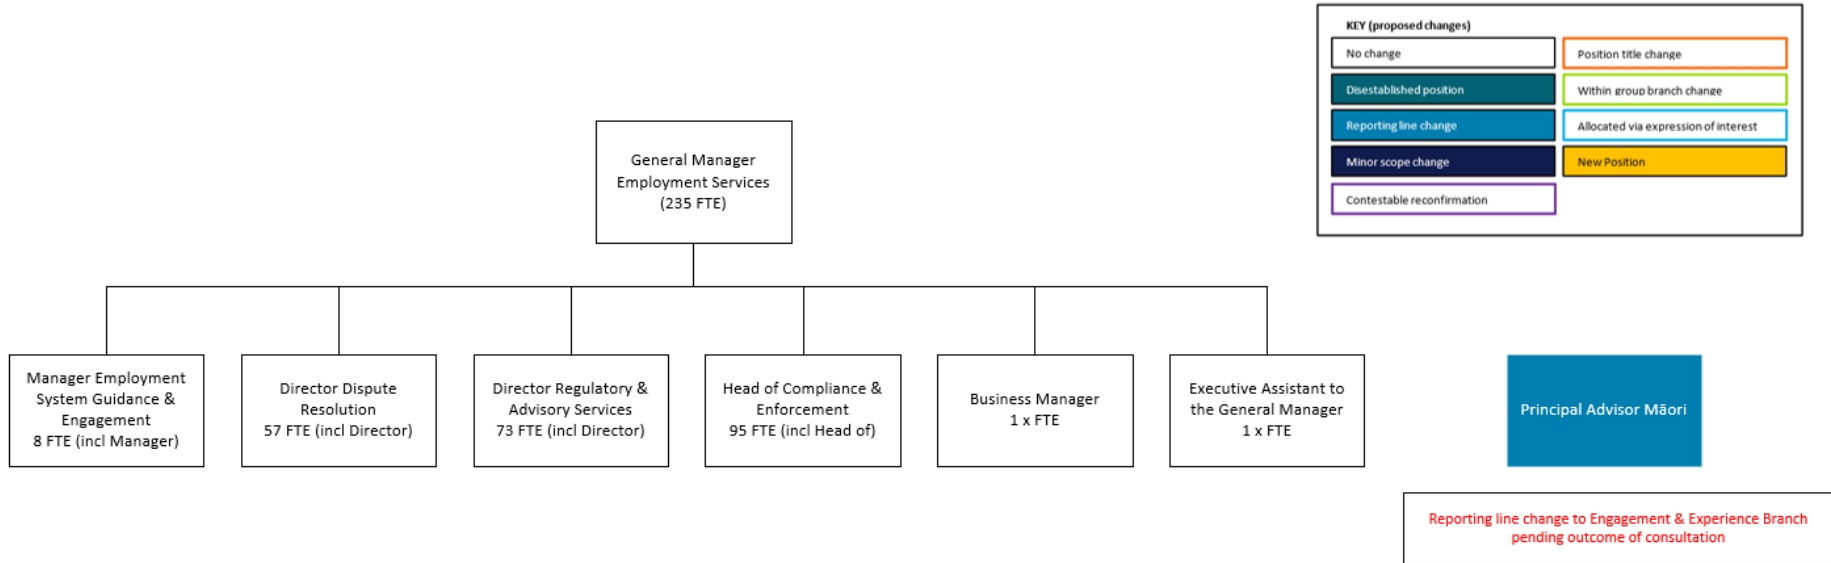 KEY (proposed changes)
No change
Position title change
Disestablished position
Within group branch change
Reporting line change
Allocated via expression of interest
Minor scope change
New Position
Contestable reconfirmation
General Manager
Employment Services
(235 FTE)
Manager Employment
System Guidance &
Engagement
8 FTE (incl Manager)
Director Dispute
Resolution
57 FTE (incl Director)
Director Regulatory &
Advisory Services
73 FTE (incl Director)
Head of Compliance &
Enforcement
95 FTE (incl Head of)
Business Manager
1 x FTE
Executive Assistant to
the General Manager
1 x FTE
Principal Advisor Māori
Reporting line change to Engagement & Experience Branch
pending outcome of consultation